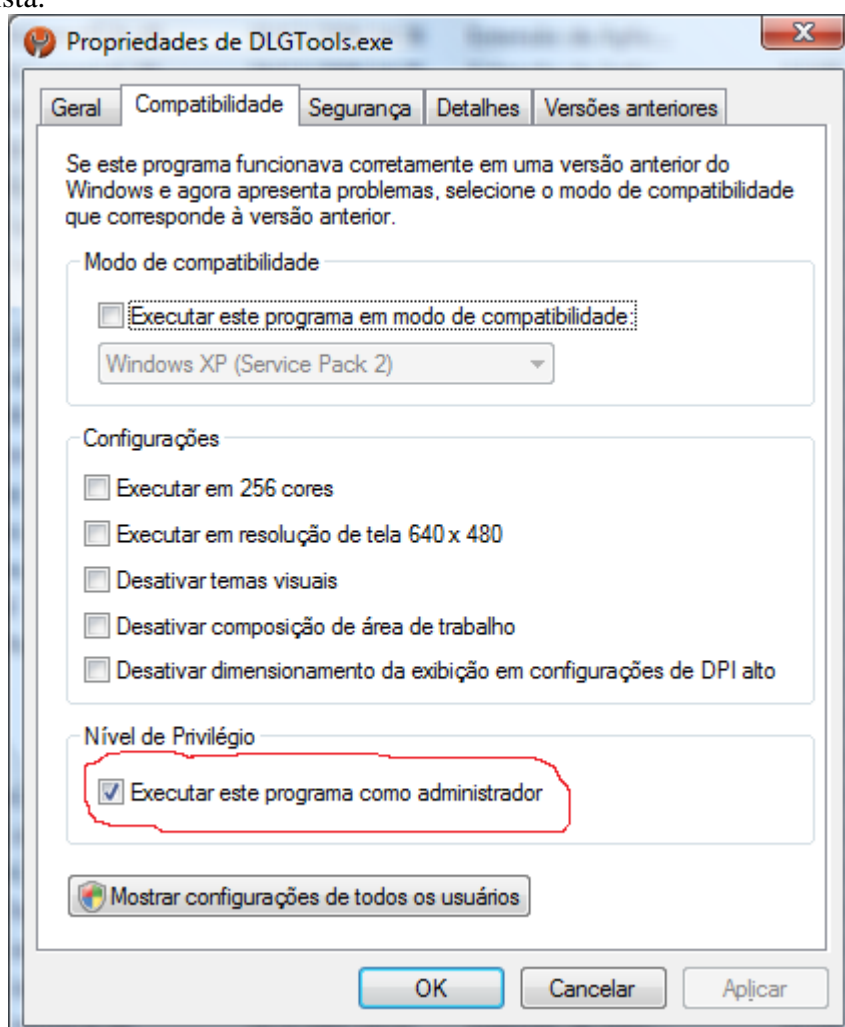 Propriedades de DLGTools.exe
Geral Compatibilidade Segurança Detalhes Versões anteriores
Se este programa funcionava corretamente em uma versão anterior do
Windows e agora apresenta problemas, selecione o modo de compatibilidade
que corresponde à versão anterior.
Modo de compatibilidade
Executar este programa em modo de compatibilidade:
Windows XP (Service Pack 2)
Configurações
Executar em 256 cores
Executar em resolução de tela 640 x 480
Desativar temas visuais
Desativar composição de área de trabalho
Desativar dimensionamento da exibição em configurações de DPI alto
Nível de Privilégio
Executar este programa como administrador
Mostrar configurações de todos os usuários
OK Cancelar Aplicar